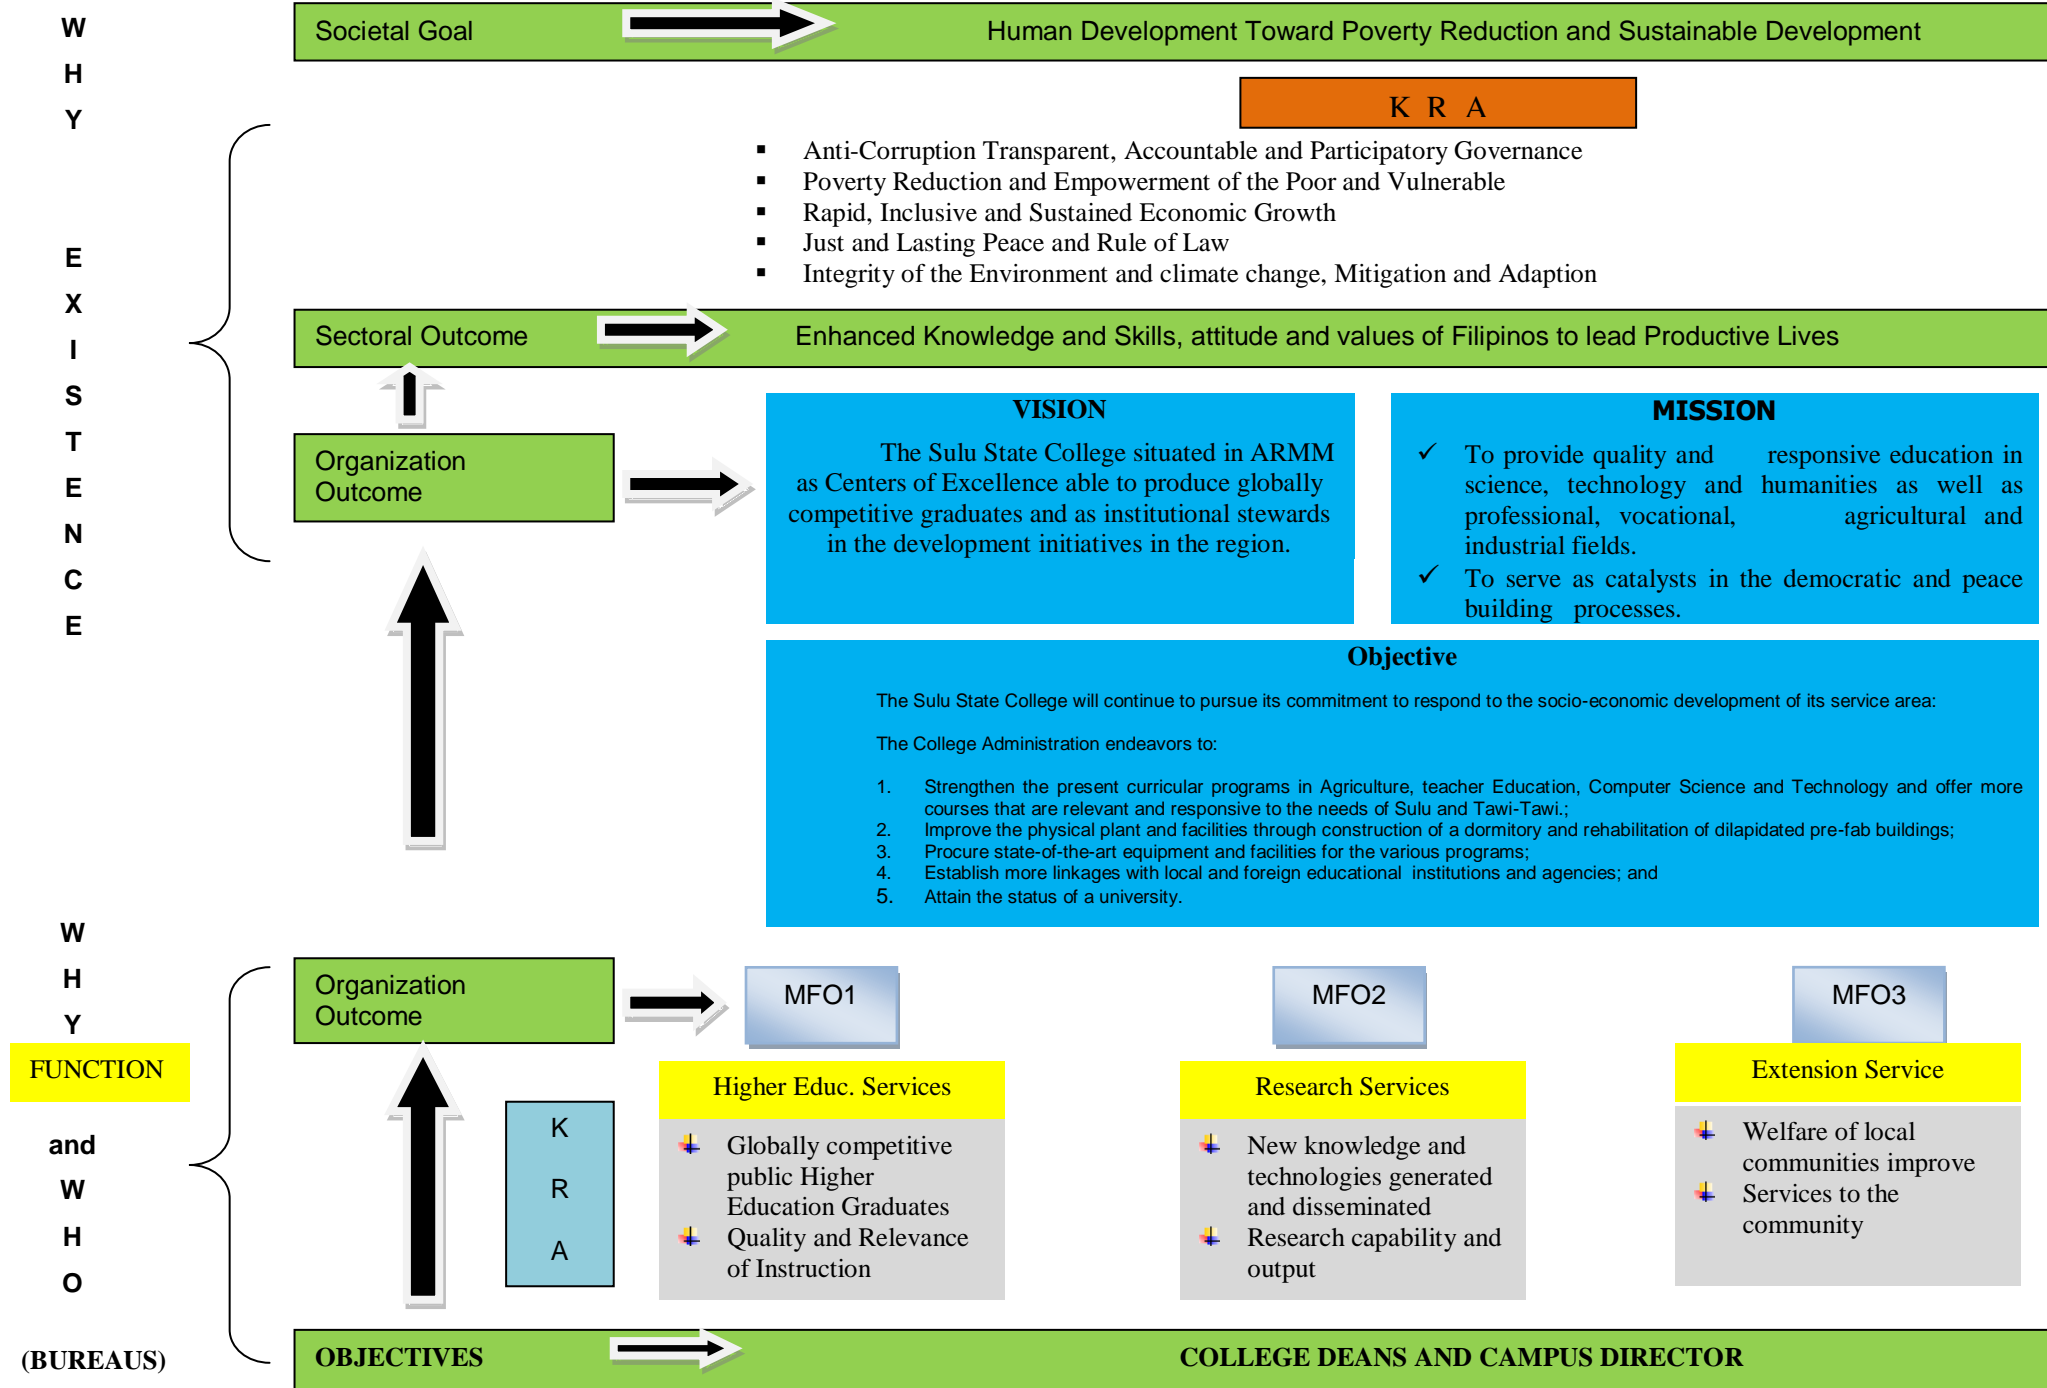 W
H
Y
E
X
I
S
T
E
N
C
E
Societal Goal
Human Development Toward Poverty Reduction and Sustainable Development
K R A
▪ Anti-Corruption Transparent, Accountable and Participatory Governance
▪ Poverty Reduction and Empowerment of the Poor and Vulnerable
▪ Rapid, Inclusive and Sustained Economic Growth
▪ Just and Lasting Peace and Rule of Law
▪ Integrity of the Environment and climate change, Mitigation and Adaption
Sectoral Outcome
Enhanced Knowledge and Skills, attitude and values of Filipinos to lead Productive Lives
Organization
Outcome
VISION
The Sulu State College situated in ARMM
as Centers of Excellence able to produce globally
competitive graduates and as institutional stewards
in the development initiatives in the region.
MISSION
✓ To provide quality and responsive education in
science, technology and humanities as well as
professional, vocational, agricultural and
industrial fields.
✓ To serve as catalysts in the democratic and peace
building processes.
Objective
The Sulu State College will continue to pursue its commitment to respond to the socio-economic development of its service area:
The College Administration endeavors to:
1. Strengthen the present curricular programs in Agriculture, teacher Education, Computer Science and Technology and offer more
courses that are relevant and responsive to the needs of Sulu and Tawi-Tawi.;
2. Improve the physical plant and facilities through construction of a dormitory and rehabilitation of dilapidated pre-fab buildings;
3. Procure state-of-the-art equipment and facilities for the various programs;
4. Establish more linkages with local and foreign educational institutions and agencies; and
5. Attain the status of a university.
W
H
Y
FUNCTION
and
W
H
O
(BUREAUS)
Organization
Outcome
MFO1
MFO2
MFO3
K
R
A
Higher Educ. Services
Globally competitive
public Higher
Education Graduates
Quality and Relevance
of Instruction
Research Services
New knowledge and
technologies generated
and disseminated
Research capability and
output
Extension Service
Welfare of local
communities improve
Services to the
community
OBJECTIVES
COLLEGE DEANS AND CAMPUS DIRECTOR